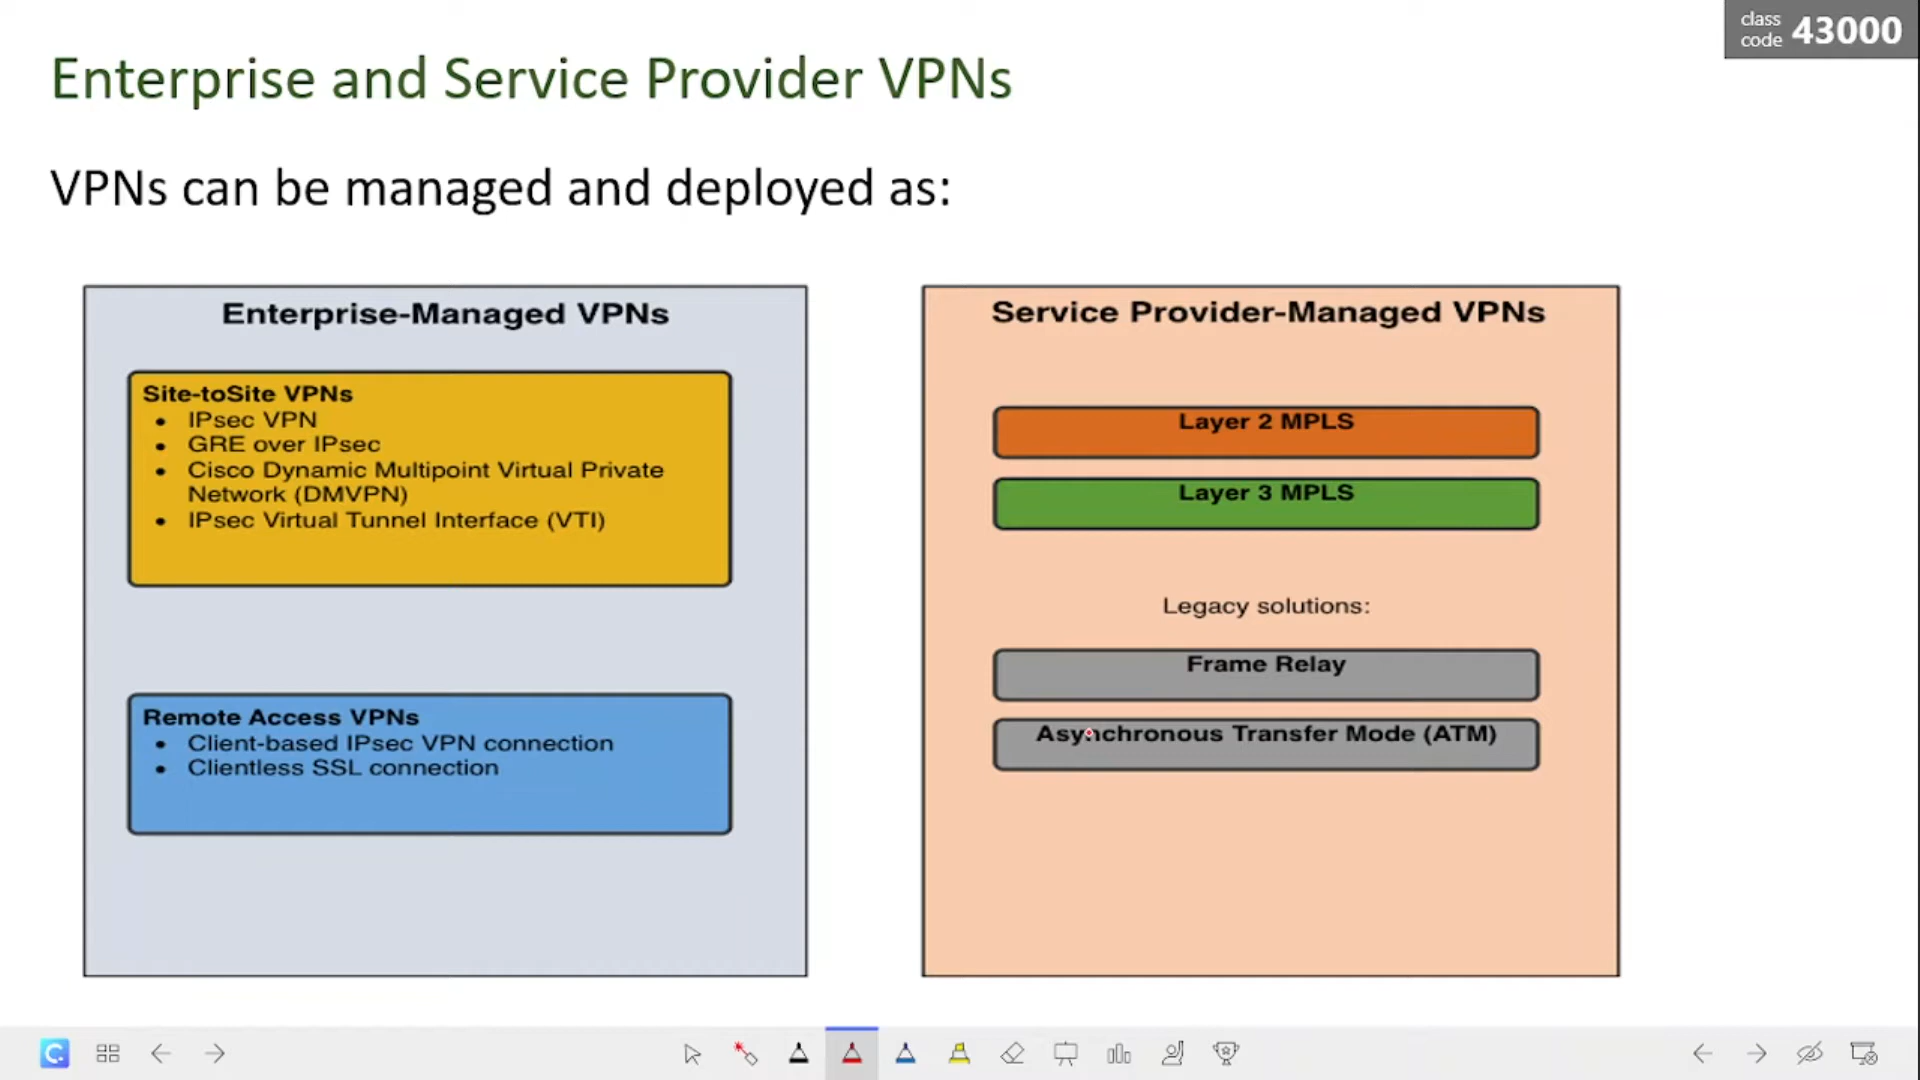 class
code 43000
Enterprise and Service Provider VPNs
VPNs can be managed and deployed as:
Enterprise-Managed VPNs
Site-toSite VPNs
• IPsec VPN
• GRE over IPsec
• Cisco Dynamic Multipoint Virtual Private
Network (DMVPN)
• IPsec Virtual Tunnel Interface (VTI)
Remote Access VPNs
• Client-based IPsec VPN connection
• Clientless SSL connection
Service Provider-Managed VPNs
Layer 2 MPLS
Layer 3 MPLS
Legacy solutions:
Frame Relay
Asynchronous Transfer Mode (ATM)